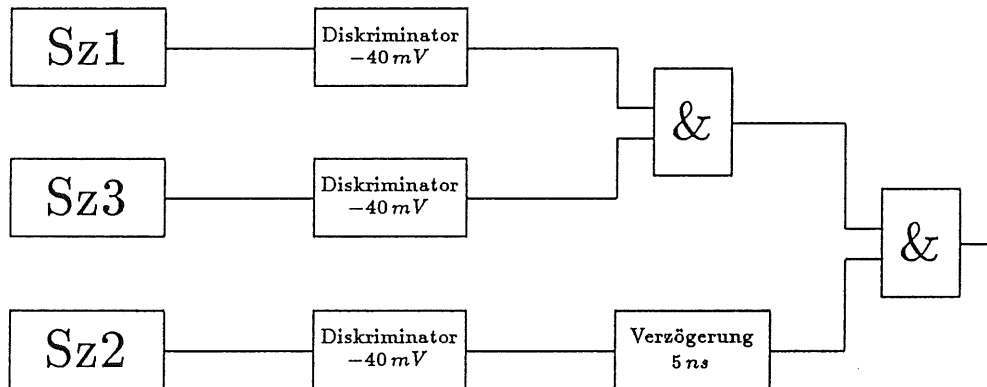 Sz1
Diskriminator
−40 mV
&
Sz3
Diskriminator
−40 mV
&
Sz2
Diskriminator
−40 mV
Verzögerung
5 ns